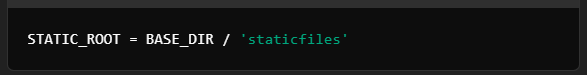 STATIC_ROOT = BASE_DIR / 'staticfiles'